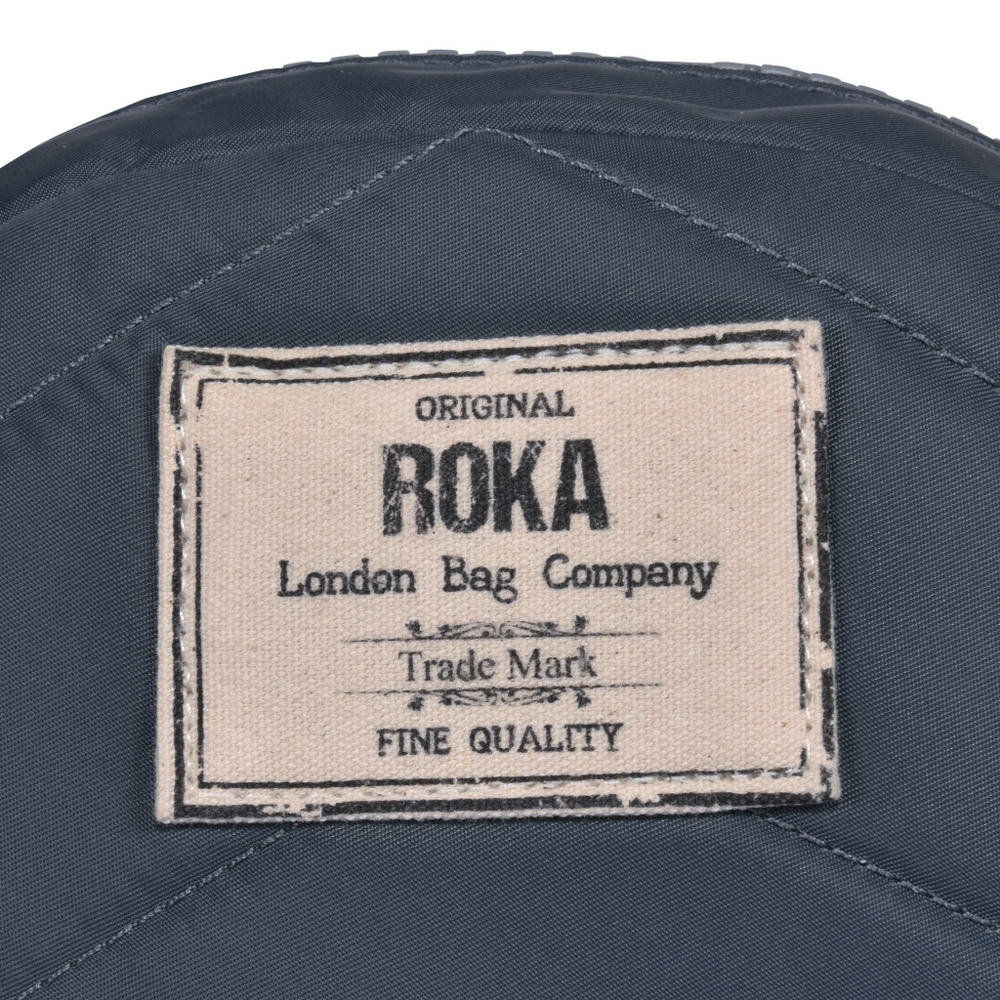 ORIGINAL
ROKA
London Bag Company
Trade Mark
FINE QUALITY